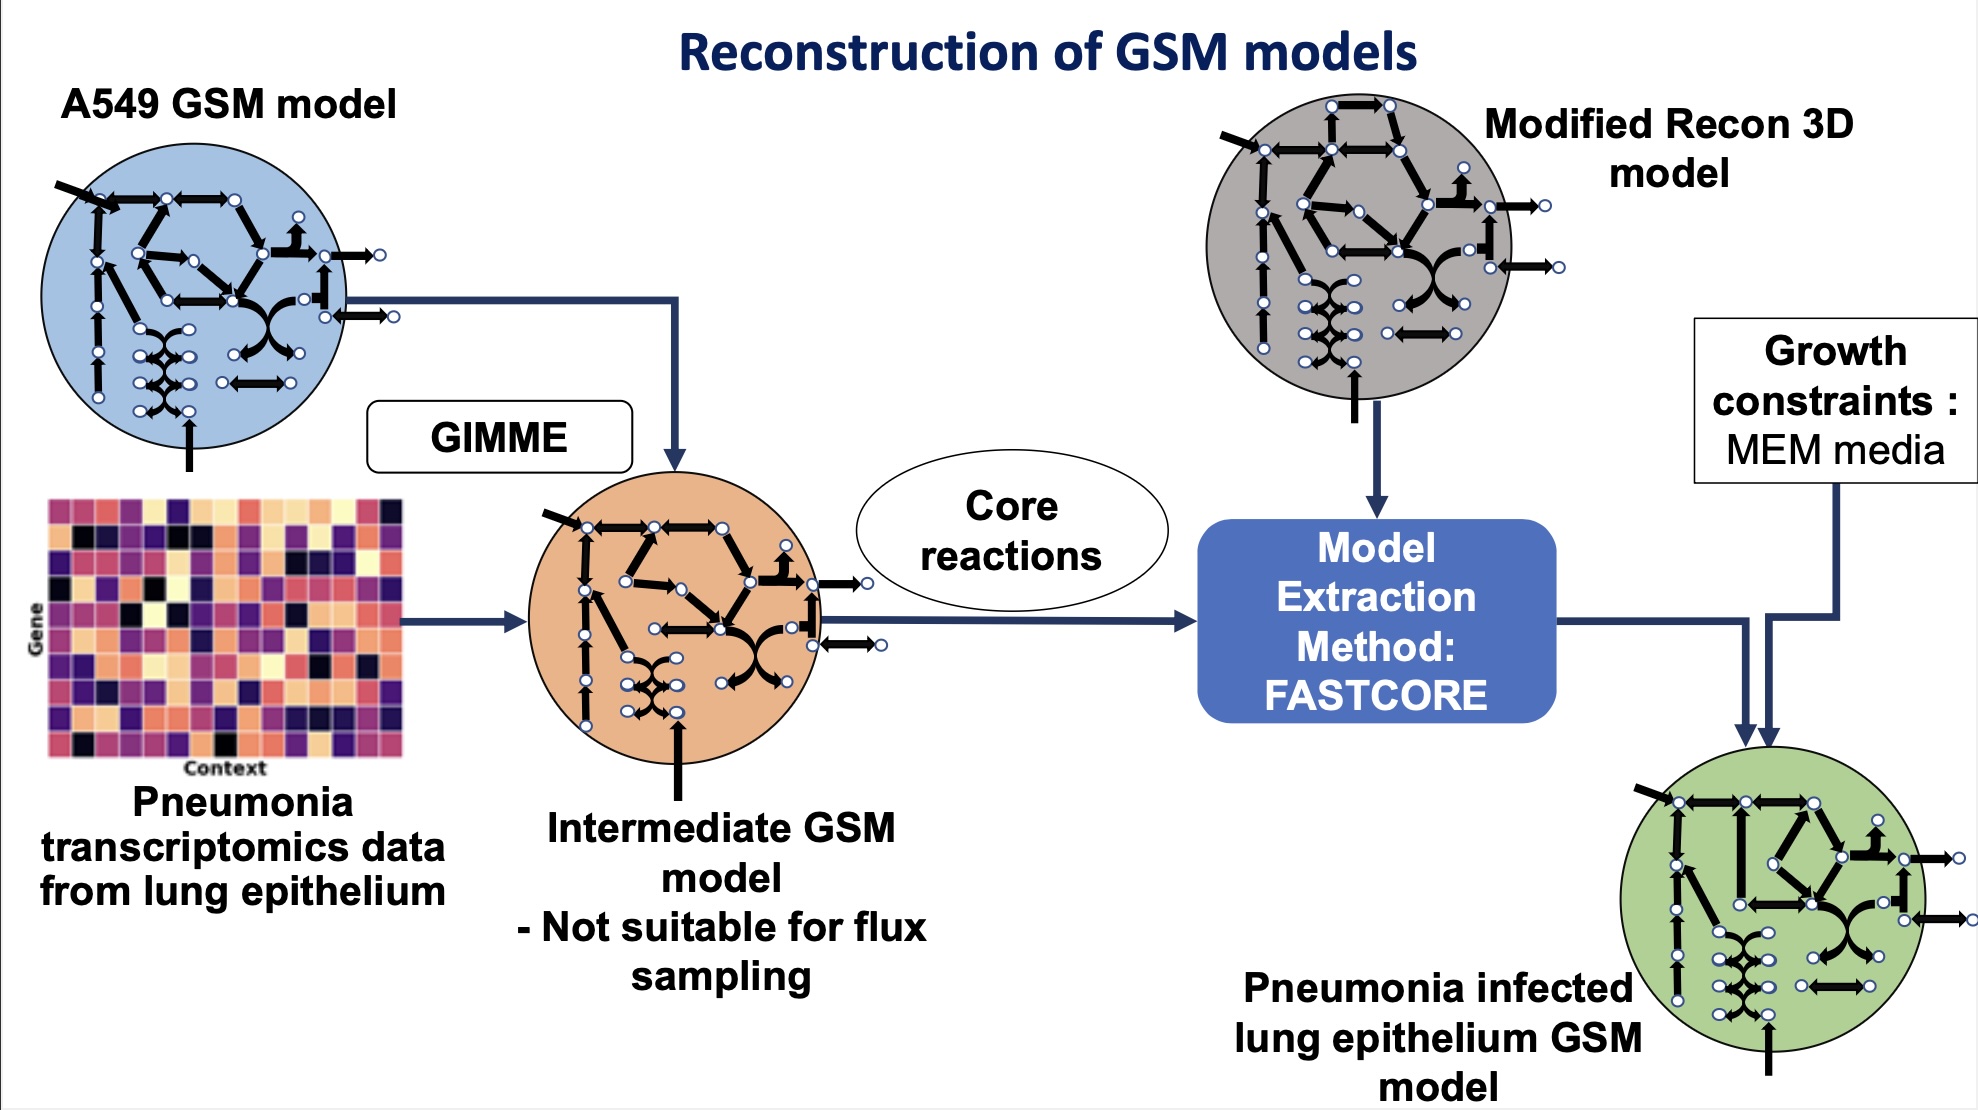 Reconstruction of GSM models
A549 GSM model
Modified Recon 3D
model
Growth
constraints :
MEM media
GIMME
Core
reactions
Model
Extraction
Method:
FASTCORE
Gene
Context
Pneumonia
transcriptomics data
from lung epithelium
Intermediate GSM
model
- Not suitable for flux
sampling
Pneumonia infected
lung epithelium GSM
model